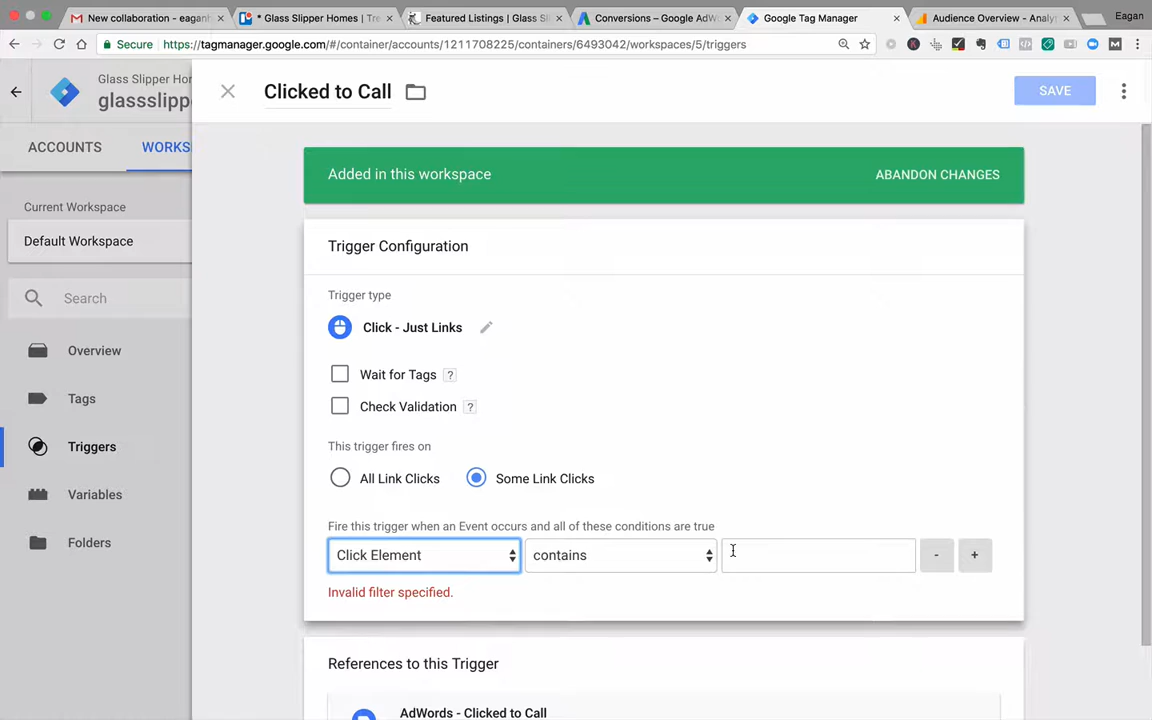 New collaboration – eaganh
* Glass Slipper Homes | Tre
Featured Listings | Glass Sl
Conversions – Google AdW
Google Tag Manager
Audience Overview - Analy
Eagan
Secure
https://tagmanager.google.com/#/container/accounts/1211708225/containers/6493042/workspaces/5/triggers
Glass Slipper Hom
glassslippe
Clicked to Call
SAVE
ACCOUNTS
WORKS
Added in this workspace
ABANDON CHANGES
Current Workspace
Default Workspace
Trigger Configuration
Search
Trigger type
Click - Just Links
Overview
Wait for Tags ?
Tags
Check Validation ?
Triggers
This trigger fires on
All Link Clicks
Some Link Clicks
Variables
Fire this trigger when an Event occurs and all of these conditions are true
Folders
Click Element
contains
-
+
Invalid filter specified.
References to this Trigger
AdWords - Clicked to Call